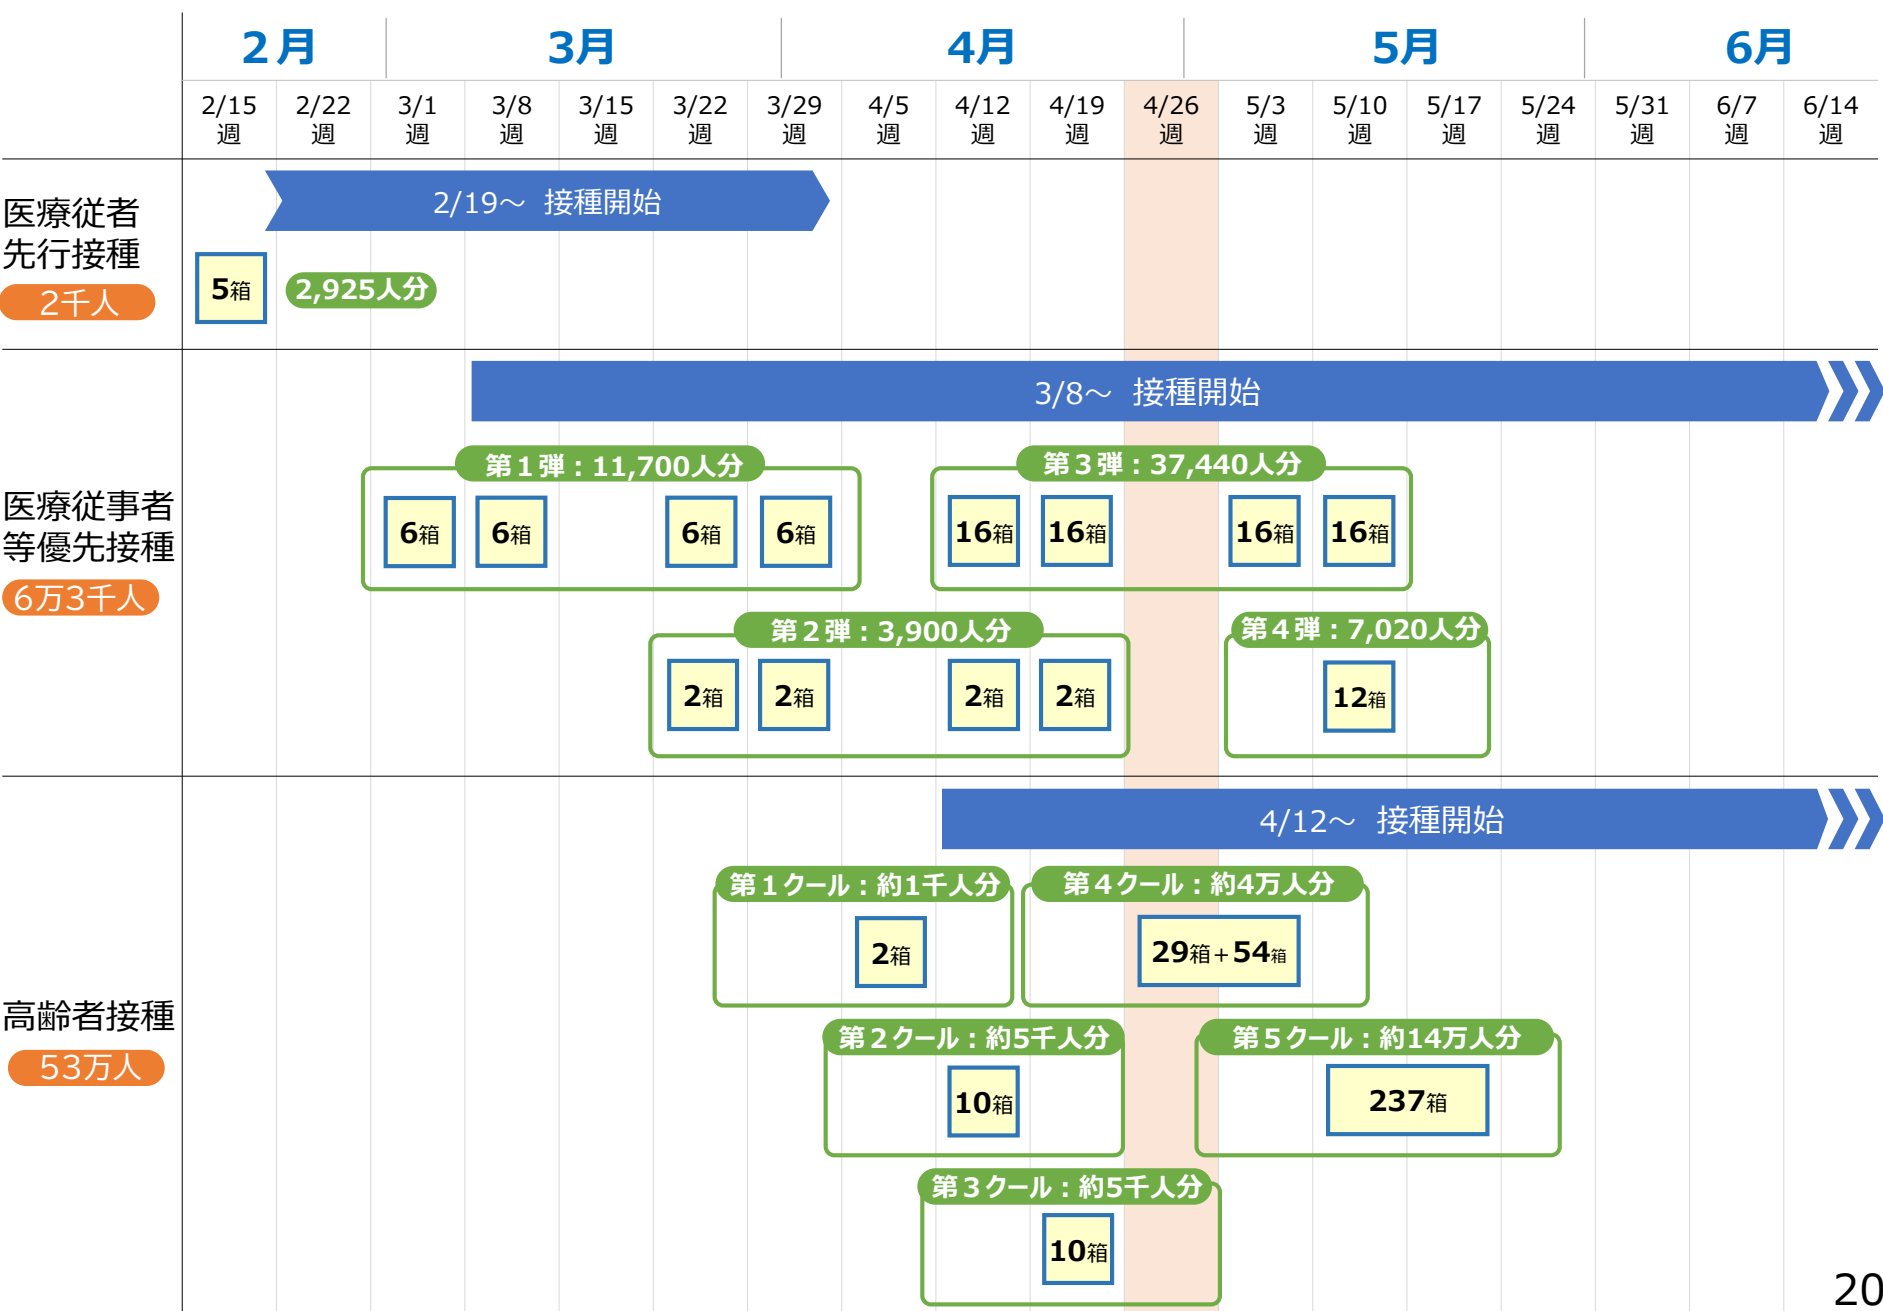 2月 3月 4月 5月 6月
2/15 2/22 3/1 3/8 3/15 3/22 3/29 4/5 4/12 4/19 4/26 5/3 5/10 5/17 5/24 5/31 6/7 6/14
週 週 週 週 週 週 週 週 週 週 週 週 週 週 週 週 週 週
医療従者
先行接種
2千人
2/19～ 接種開始
5箱 2,925人分
医療従事者
等優先接種
6万3千人
3/8～ 接種開始
第1弾：11,700人分
6箱 6箱 6箱 6箱
第3弾：37,440人分
16箱 16箱 16箱 16箱
第2弾：3,900人分
2箱 2箱 2箱 2箱
第4弾：7,020人分
12箱
高齢者接種
53万人
4/12～ 接種開始
第1クール：約1千人分
2箱
第4クール：約4万人分
29箱+54箱
第2クール：約5千人分
10箱
第5クール：約14万人分
237箱
第3クール：約5千人分
10箱
20